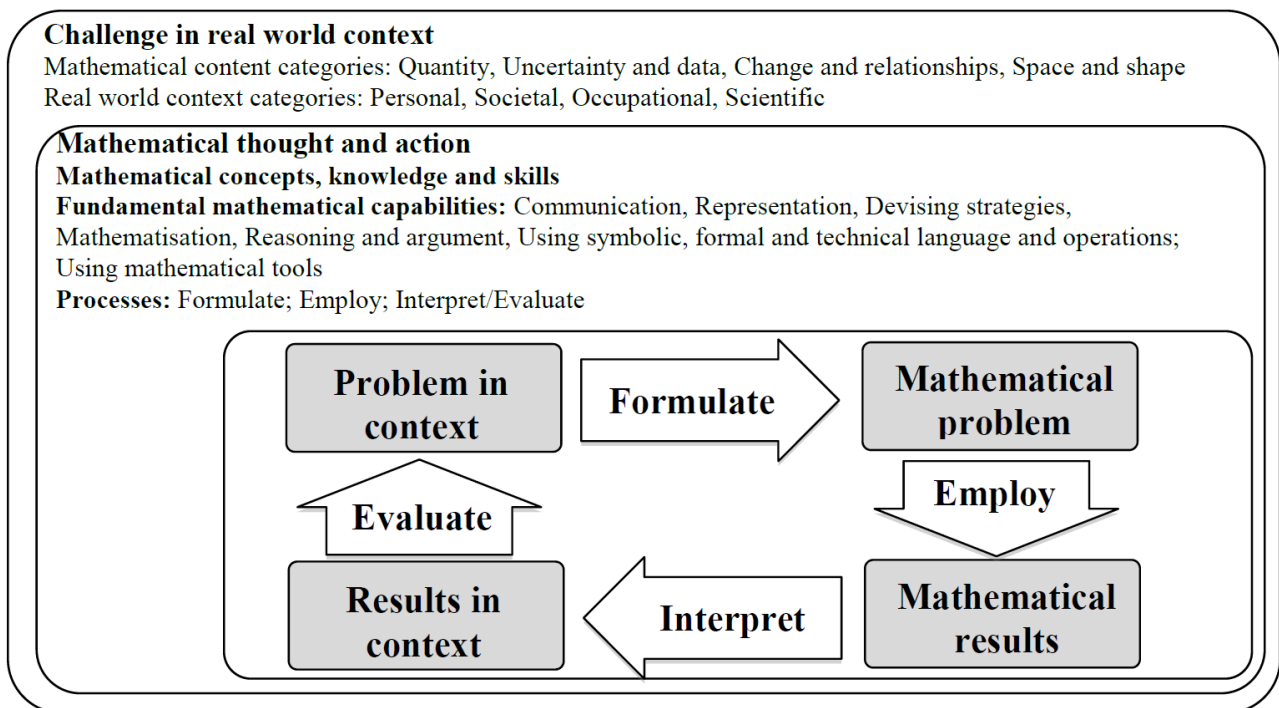 Challenge in real world context
Mathematical content categories: Quantity, Uncertainty and data, Change and relationships, Space and shape
Real world context categories: Personal, Societal, Occupational, Scientific
Mathematical thought and action
Mathematical concepts, knowledge and skills
Fundamental mathematical capabilities: Communication, Representation, Devising strategies,
Mathematisation, Reasoning and argument, Using symbolic, formal and technical language and operations;
Using mathematical tools
Processes: Formulate; Employ; Interpret/Evaluate
Problem in
context
Formulate
Mathematical
problem
Employ
Evaluate
Results in
context
Interpret
Mathematical
results